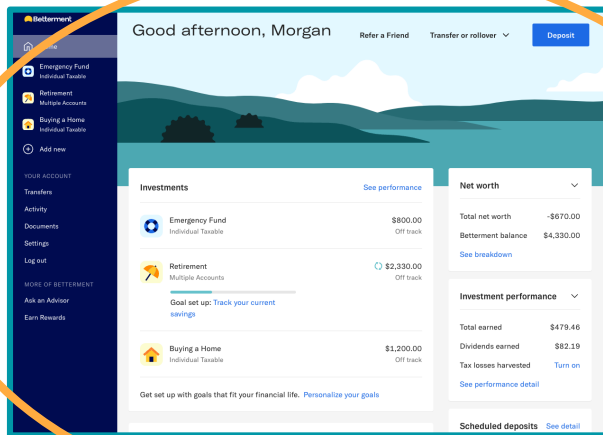 Betterment
Good afternoon, Morgan
Refer a Friend
Transfer or rollover
Deposit
Home
Emergency Fund
Individual Taxable
Retirement
Multiple Accounts
Buying a Home
Individual Taxable
Add new
YOUR ACCOUNT
Transfers
Activity
Documents
Settings
Log out
MORE OF BETTERMENT
Ask an Advisor
Earn Rewards
Investments
See performance
Emergency Fund
$800.00
Individual Taxable
Off track
Retirement
$2,330.00
Multiple Accounts
Off track
Goal set up: Track your current
savings
Buying a Home
$1,200.00
Individual Taxable
Off track
Get set up with goals that fit your financial life. Personalize your goals
Net worth
Total net worth
-$670.00
Betterment balance
$4,330.00
See breakdown
Investment performance
Total earned
$479.46
Dividends earned
$82.19
Tax losses harvested
Turn on
See performance detail
Scheduled deposits
See detail